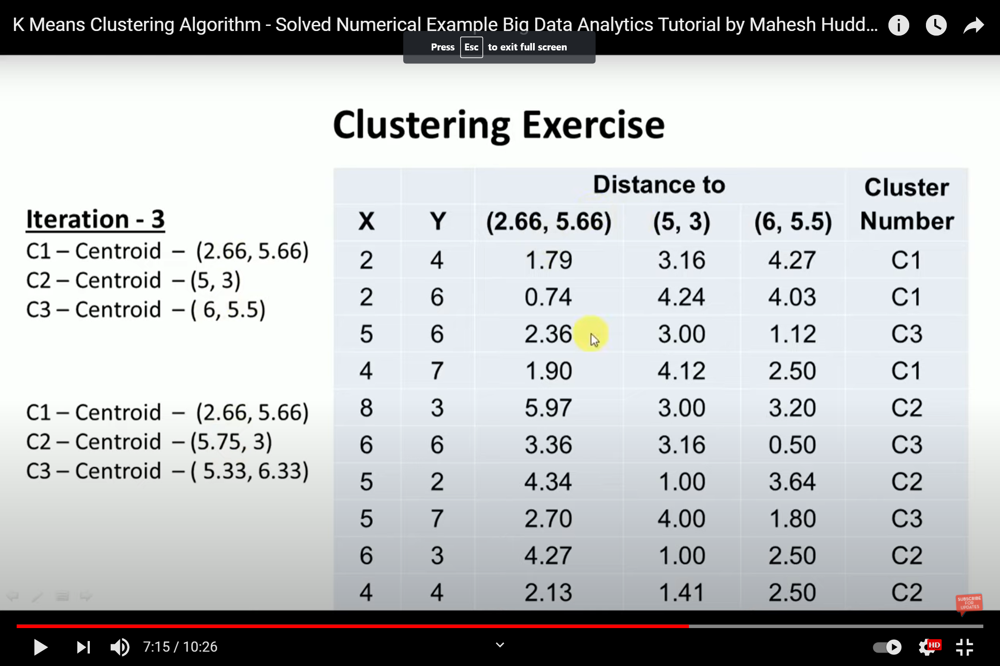 K Means Clustering Algorithm - Solved Numerical Example Big Data Analytics Tutorial by Mahesh Hudd...
Press Esc to exit full screen
Clustering Exercise
Iteration - 3
C1 – Centroid – (2.66, 5.66)
C2 – Centroid – (5, 3)
C3 – Centroid – ( 6, 5.5)
C1 – Centroid – (2.66, 5.66)
C2 – Centroid – (5.75, 3)
C3 – Centroid – ( 5.33, 6.33)
Distance to Cluster
X Y (2.66, 5.66) (5, 3) (6, 5.5) Number
2 4 1.79 3.16 4.27 C1
2 6 0.74 4.24 4.03 C1
5 6 2.36 3.00 1.12 C3
4 7 1.90 4.12 2.50 C1
8 3 5.97 3.00 3.20 C2
6 6 3.36 3.16 0.50 C3
5 2 4.34 1.00 3.64 C2
5 7 2.70 4.00 1.80 C3
6 3 4.27 1.00 2.50 C2
4 4 2.13 1.41 2.50 C2
SUBSCRIBE
FOR
UPDATES
7:15 / 10:26
HD